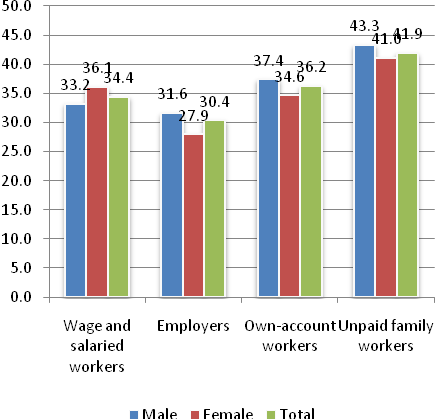 50.0
45.0
40.0
35.0
30.0
25.0
20.0
15.0
10.0
5.0
0.0
33.2
36.1
34.4
31.6
27.9
30.4
37.4
34.6
36.2
43.3
41.0
41.9
Wage and
salaried
workers
Employers
Own-account
workers
Unpaid family
workers
Male Female Total